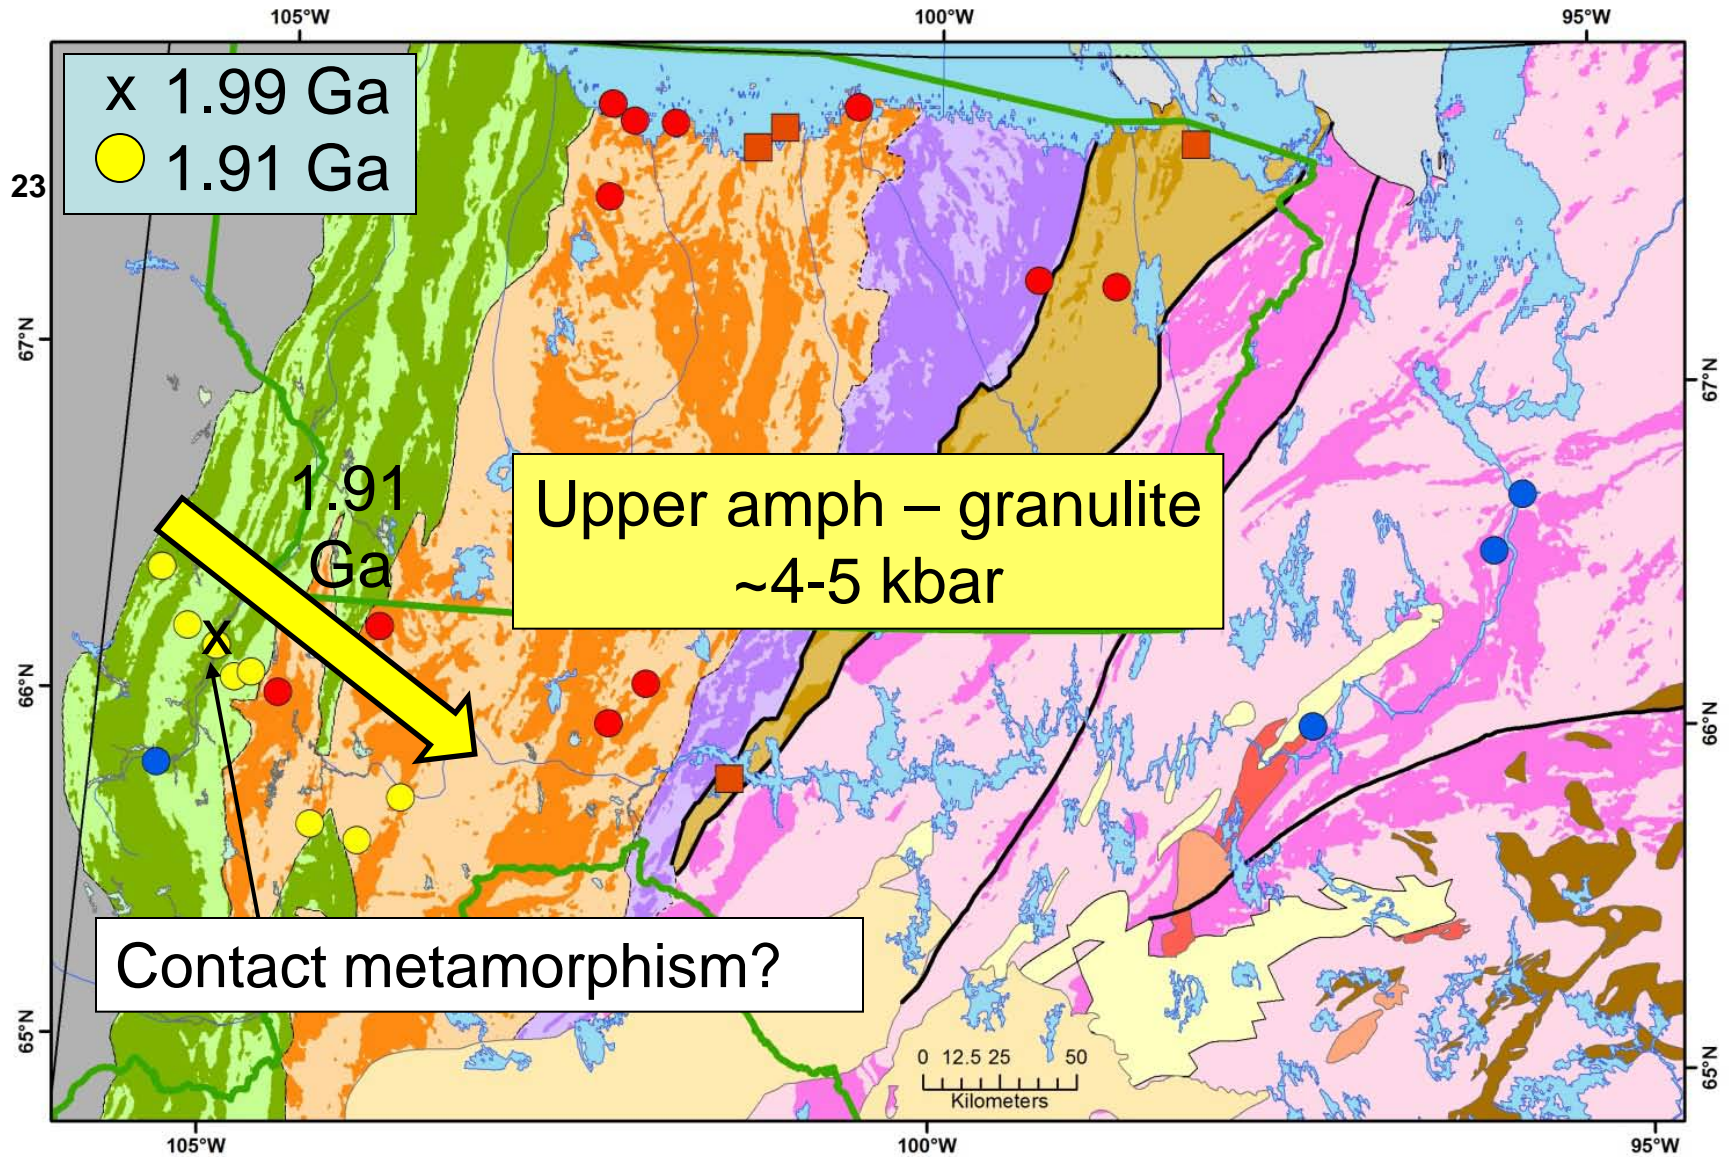 105°W
100°W
95°W
x 1.99 Ga
1.91 Ga
23
67°N
67°N
1.91
Ga
Upper amph – granulite
~4-5 kbar
x
66°N
66°N
Contact metamorphism?
65°N
65°N
0 12.5 25 50
Kilometers
105°W
100°W
95°W